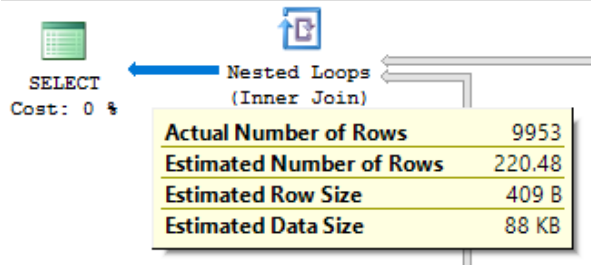 SELECT
Cost: 0 %
Nested Loops
(Inner Join)
Actual Number of Rows 9953
Estimated Number of Rows 220.48
Estimated Row Size 409 B
Estimated Data Size 88 KB